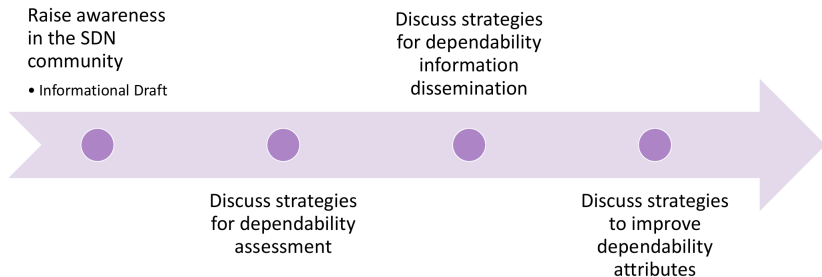 Raise awareness
in the SDN
community
• Informational Draft
Discuss strategies
for dependability
assessment
Discuss strategies
for dependability
information
dissemination
Discuss strategies
to improve
dependability
attributes